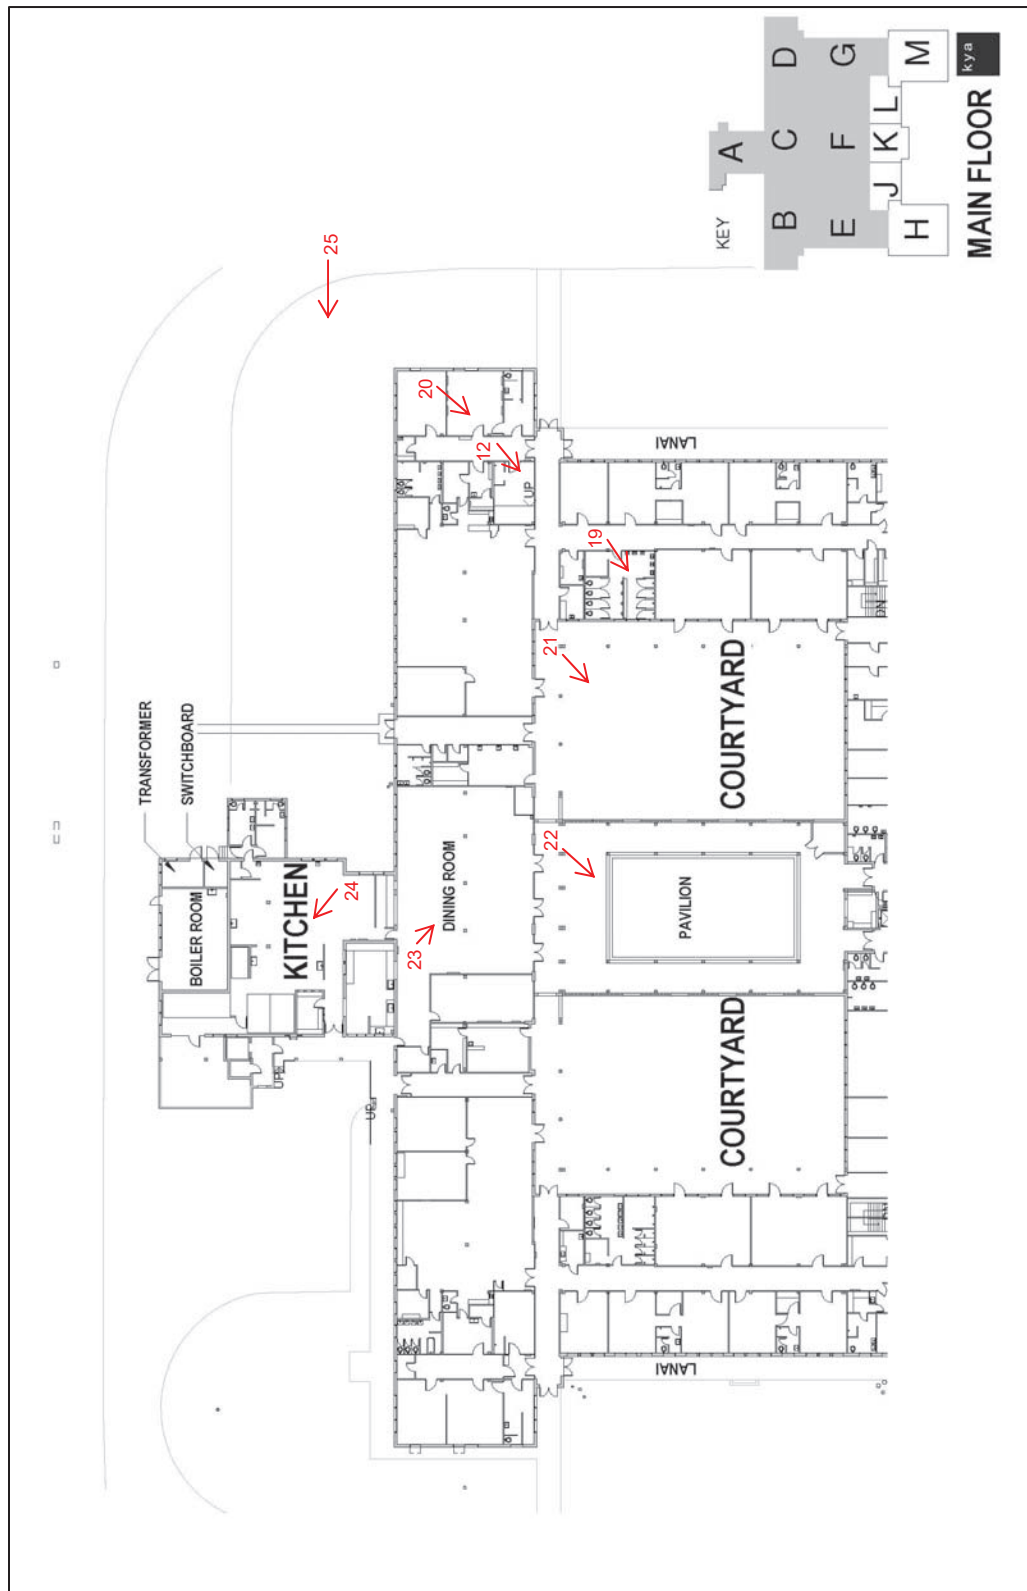 kya
MAIN FLOOR
KEY
A
B
C
D
E
F
G
H
J
K
L
M
25
20
12
UP
LANAI
19
21
COURTYARD
TRANSFORMER
SWITCHBOARD
BOILER ROOM
KITCHEN
24
23
DINING ROOM
22
PAVILION
COURTYARD
UP
UP
LANAI
DN